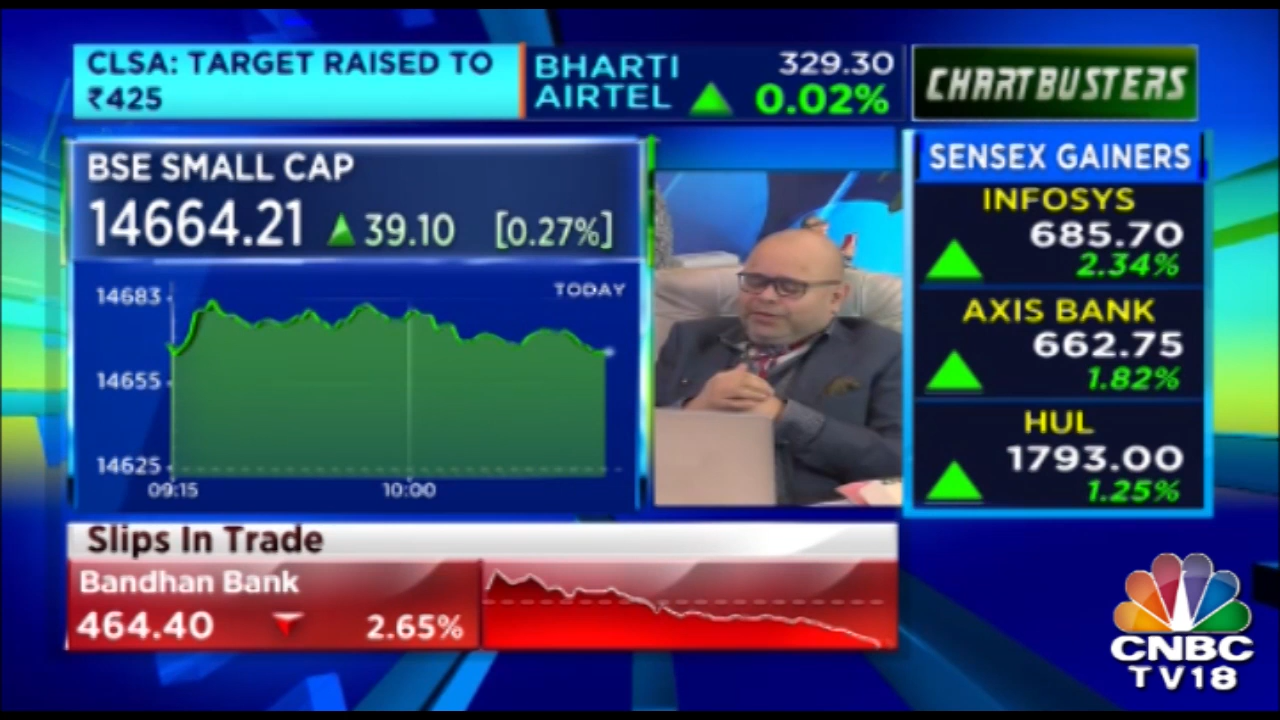 CLSA: TARGET RAISED TO
₹425
BHARTI
AIRTEL
329.30
0.02%
CHARTBUSTERS
BSE SMALL CAP
14664.21 39.10 [0.27%]
TODAY
14683
14655
14625
09:15 10:00
SENSEX GAINERS
INFOSYS
685.70
2.34%
AXIS BANK
662.75
1.82%
HUL
1793.00
1.25%
Slips In Trade
Bandhan Bank
464.40 2.65%
CNBC
TV18